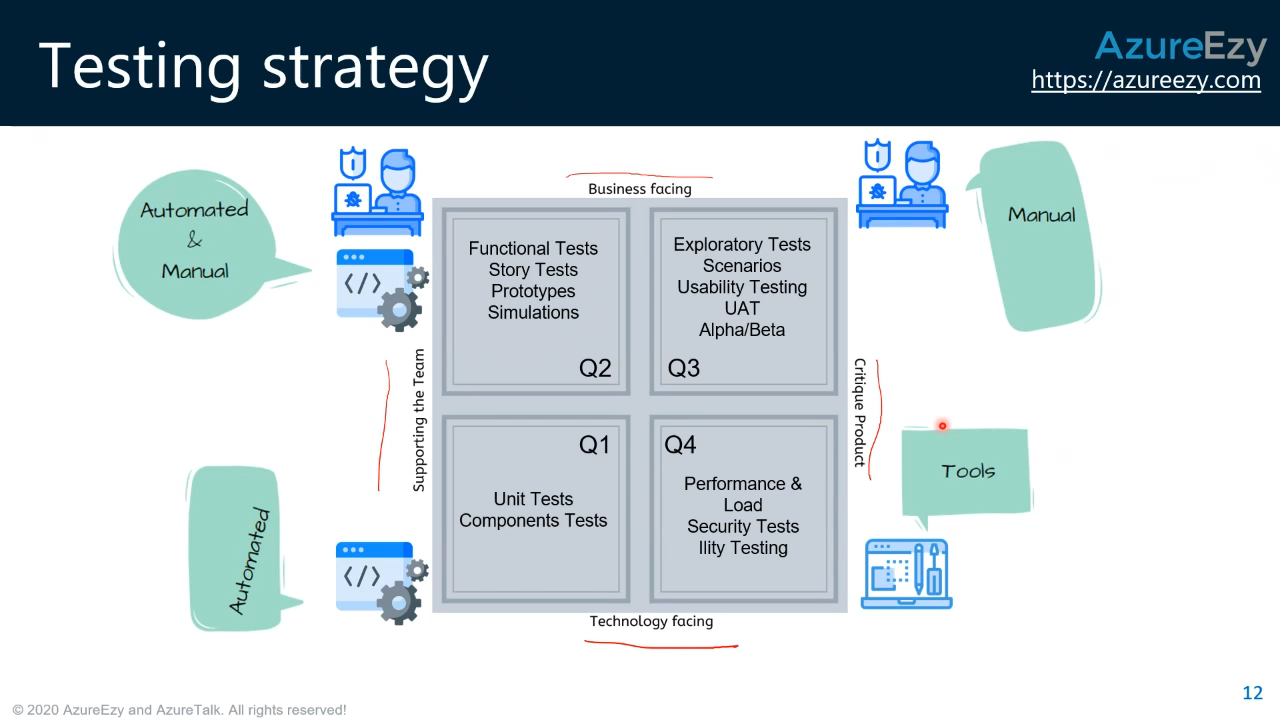 Testing strategy
AzureEzy
https://azureezy.com
Automated
&
Manual
Business facing
Manual
Functional Tests
Story Tests
Prototypes
Simulations
Q2
Exploratory Tests
Scenarios
Usability Testing
UAT
Alpha/Beta
Q3
Supporting the Team
Critique Product
Q1
Unit Tests
Components Tests
Q4
Performance &
Load
Security Tests
Ility Testing
Tools
Automated
Technology facing
12
© 2020 AzureEzy and AzureTalk. All rights reserved!